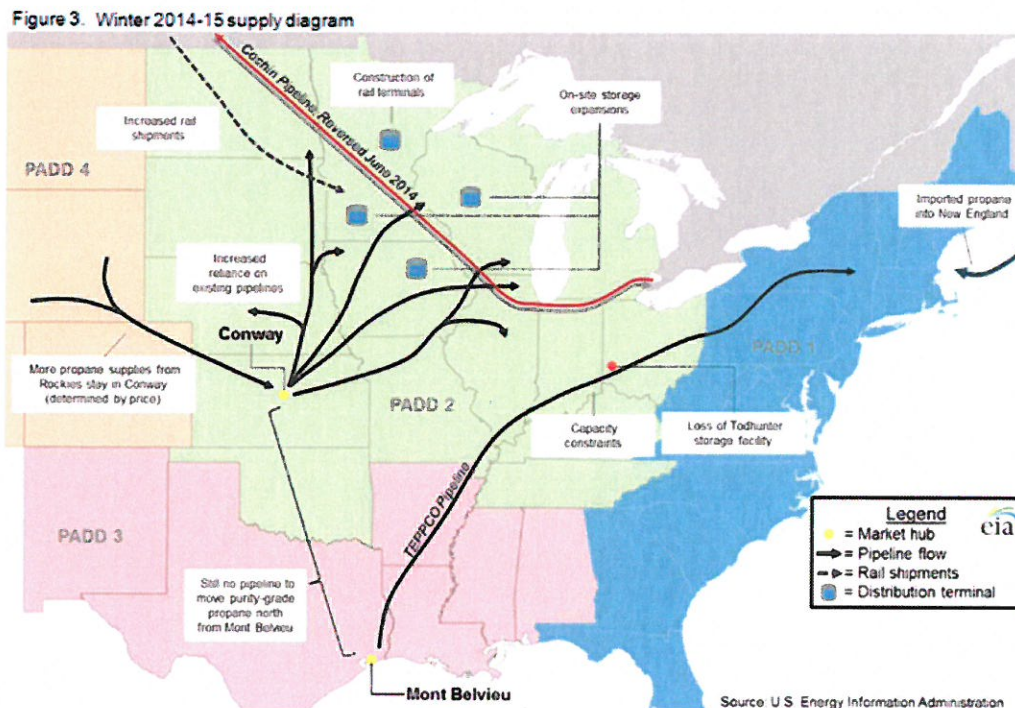 Figure 3. Winter 2014-15 supply diagram
Cochin Pipeline: Reversed June 2014
Construction of
rail terminals
On-site storage
expansions
Increased rail
shipments
PADD 4
Imported propane
into New England
Increased
reliance on
existing pipelines
Conway
More propane supplies from
Rockies stay in Conway
(determined by price)
PADD 1
PADD 2
Capacity
constraints
Loss of Todhunter
storage facility
TEPPCO Pipeline
PADD 3
Still no pipeline to
move purity-grade
propane north
from Mont Belvieu
Mont Belvieu
Legend
eia
= Market hub
= Pipeline flow
= Rail shipments
= Distribution terminal
Source: U.S. Energy Information Administration